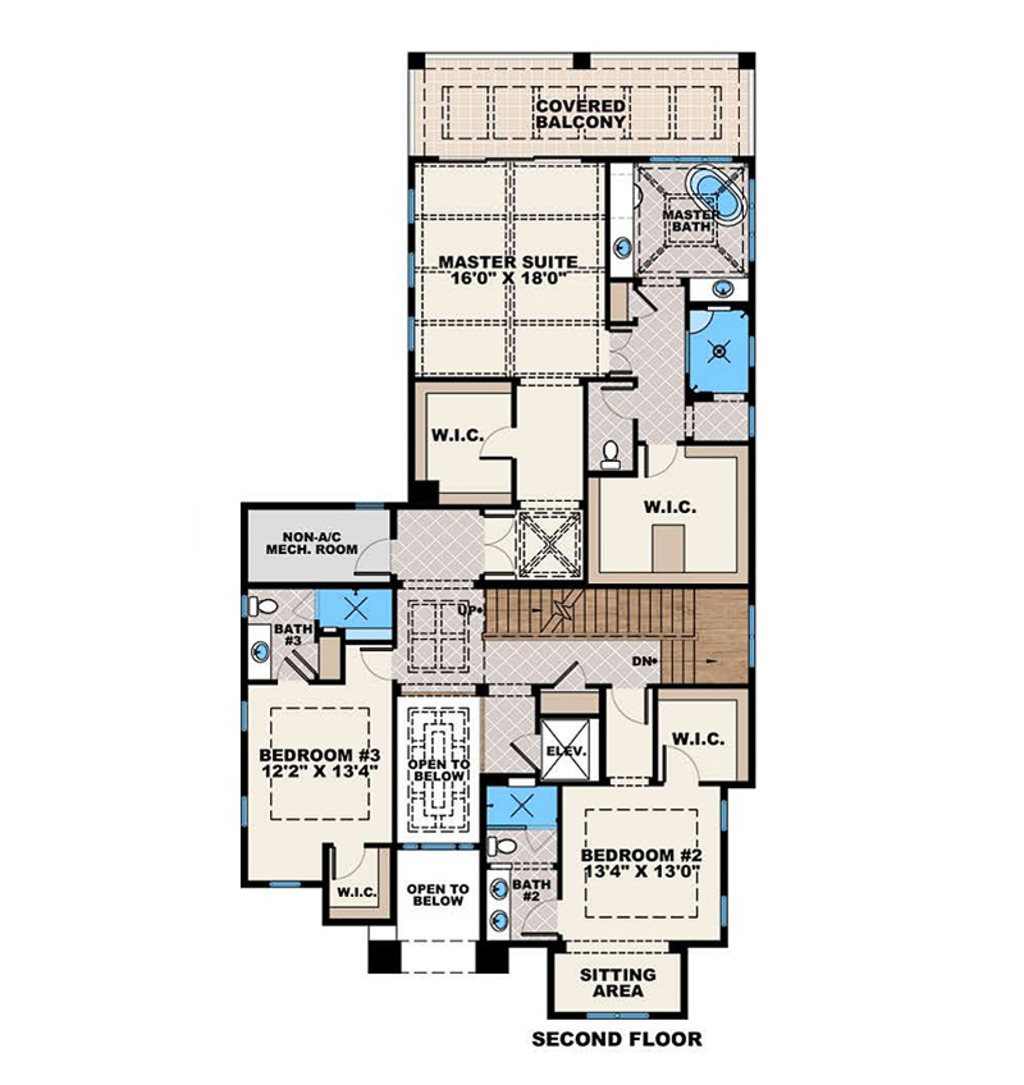 COVERED
BALCONY
MASTER
BATH
MASTER SUITE
16'0" X 18'0"
W.I.C.
W.I.C.
NON-A/C
MECH. ROOM
UP
BATH
#3
DN
W.I.C.
ELEV.
BEDROOM #3
12'2" X 13'4"
OPEN TO
BELOW
BEDROOM #2
13'4" X 13'0"
W.I.C.
OPEN TO
BELOW
BATH
#2
SITTING
AREA
SECOND FLOOR